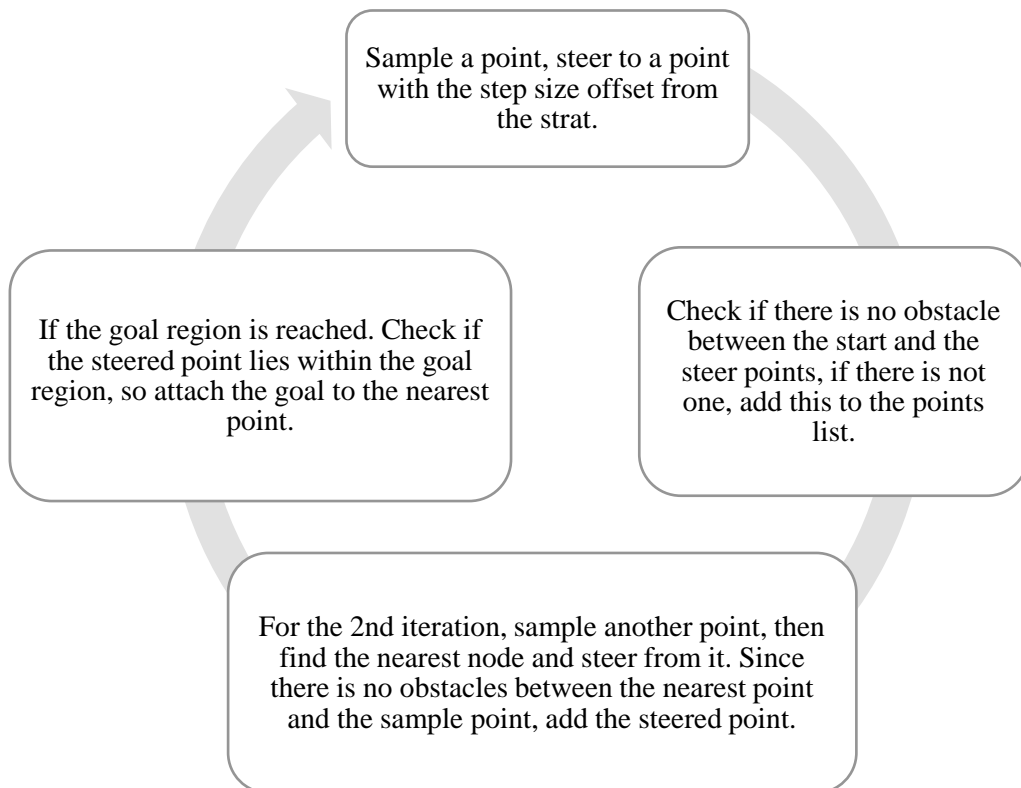 Sample a point, steer to a point
with the step size offset from
the strat.
Check if there is no obstacle
between the start and the
steer points, if there is not
one, add this to the points
list.
For the 2nd iteration, sample another point, then
find the nearest node and steer from it. Since
there is no obstacles between the nearest point
and the sample point, add the steered point.
If the goal region is reached. Check if
the steered point lies within the goal
region, so attach the goal to the nearest
point.